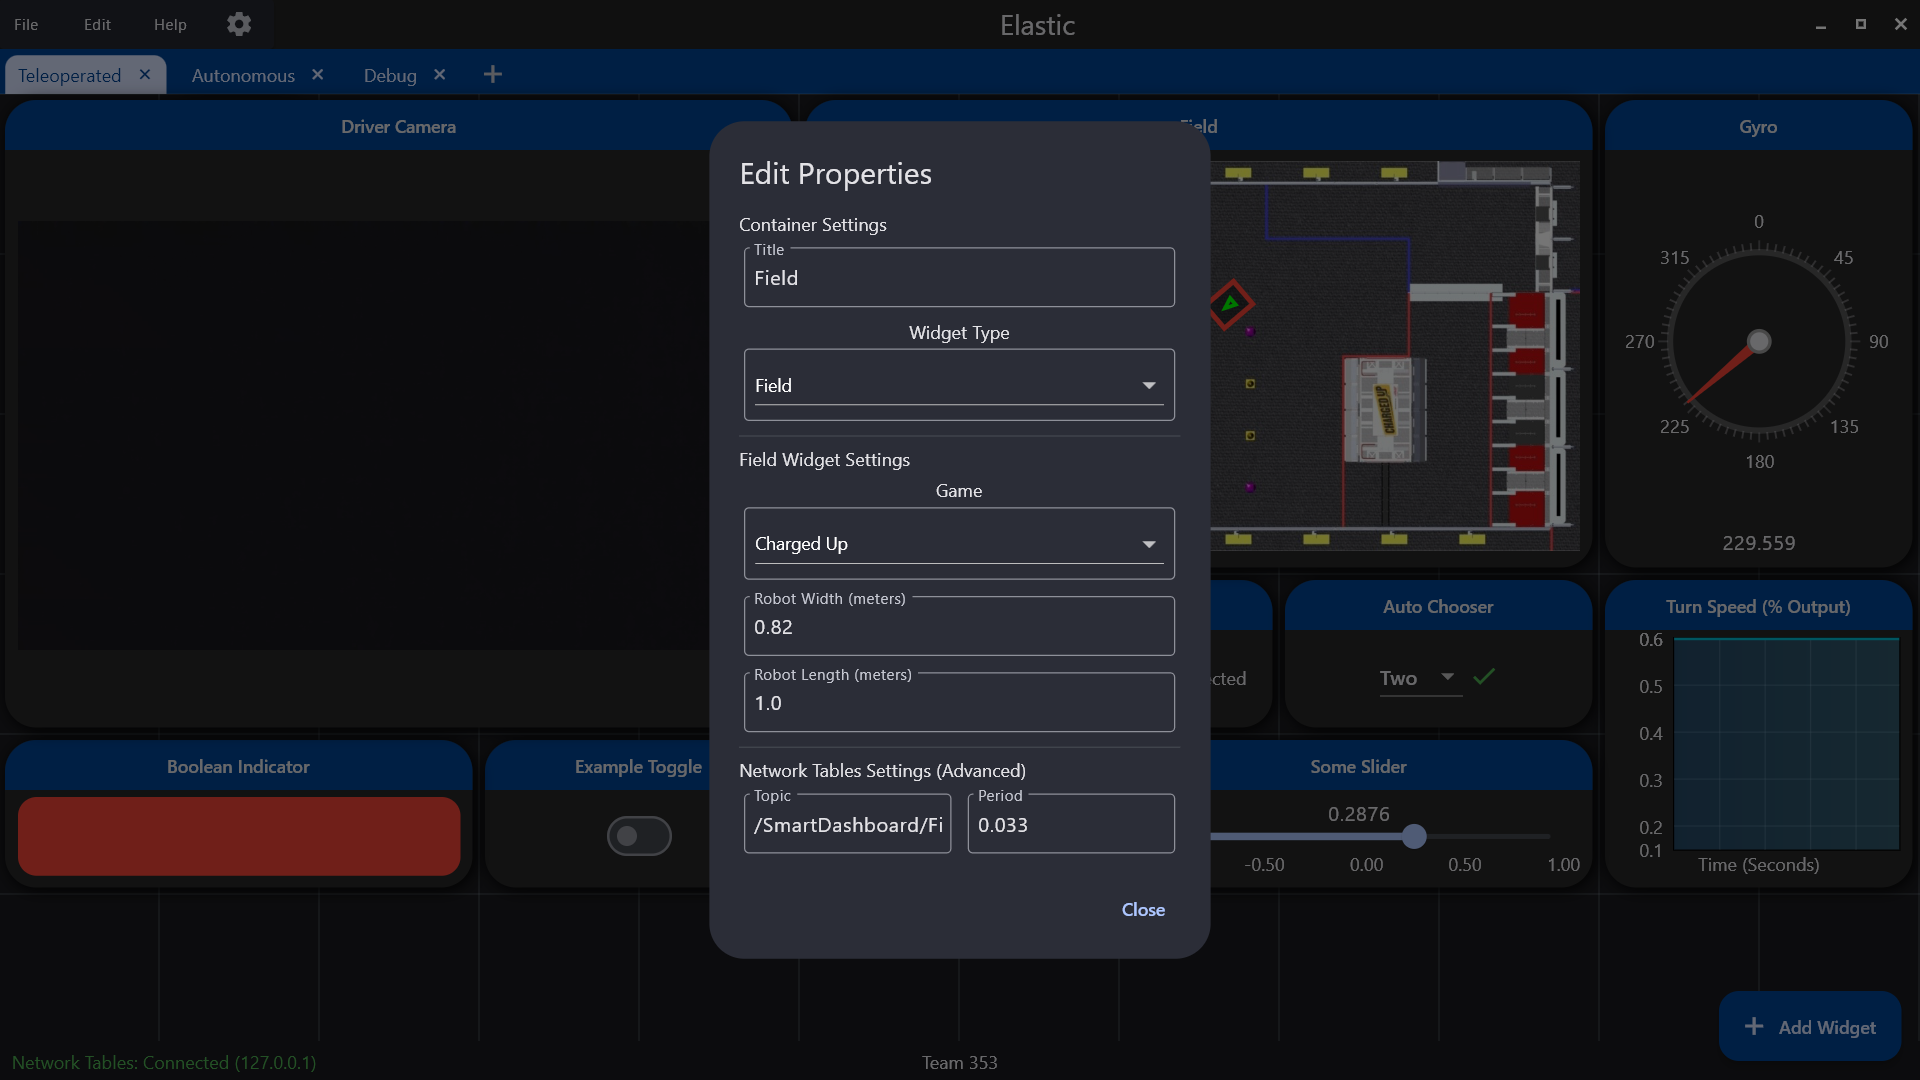 File Edit Help Elastic
Teleoperated Autonomous Debug
Driver Camera
Field
Gyro
Edit Properties
Container Settings
Title
Field
Widget Type
Field
Field Widget Settings
Game
Charged Up
Robot Width (meters)
0.82
Robot Length (meters)
1.0
Network Tables Settings (Advanced)
Topic
/SmartDashboard/Fi
Period
0.033
Close
CHARGED UP
0
45
90
135
180
225
270
315
229.559
Auto Chooser
Two
Turn Speed (% Output)
0.6
0.5
0.4
0.3
0.2
0.1
Time (Seconds)
Boolean Indicator
Example Toggle
Some Slider
0.2876
-0.50 0.00 0.50 1.00
Add Widget
Network Tables: Connected (127.0.0.1)
Team 353